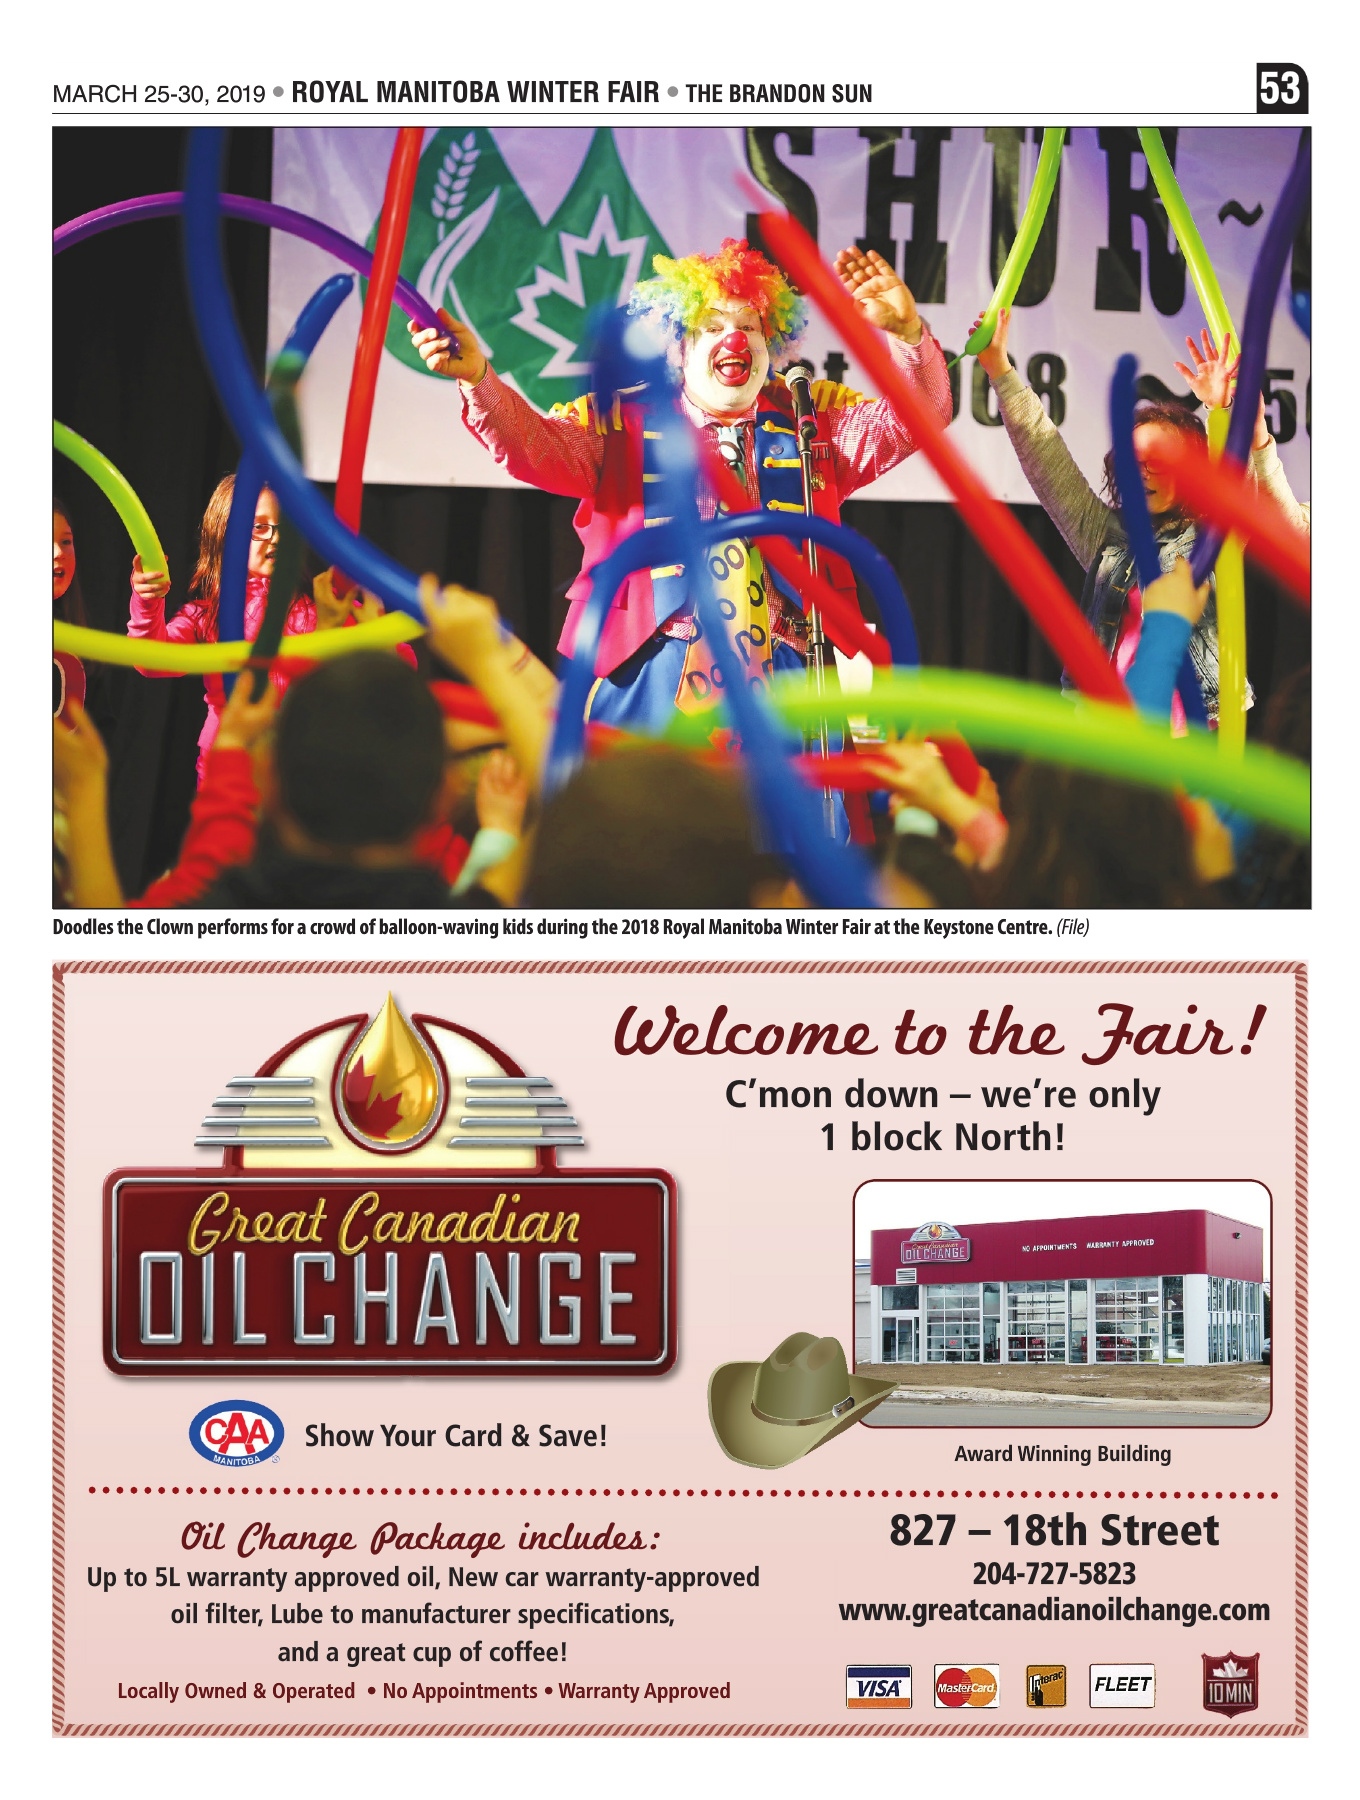 MARCH 25-30, 2019 • ROYAL MANITOBA WINTER FAIR • THE BRANDON SUN
53
SHUR~
Doodles the Clown performs for a crowd of balloon-waving kids during the 2018 Royal Manitoba Winter Fair at the Keystone Centre. (File)
Welcome to the Fair!
C’mon down – we’re only
1 block North!
Great Canadian
OIL CHANGE
Great Canadian
OIL CHANGE
NO APPOINTMENTS WARRANTY APPROVED
CAA
MANITOBA
Show Your Card & Save!
Award Winning Building
Oil Change Package includes:
Up to 5L warranty approved oil, New car warranty-approved
oil filter, Lube to manufacturer specifications,
and a great cup of coffee!
Locally Owned & Operated • No Appointments • Warranty Approved
827 – 18th Street
204-727-5823
www.greatcanadianoilchange.com
VISA
MasterCard
Interac
FLEET
10 MIN